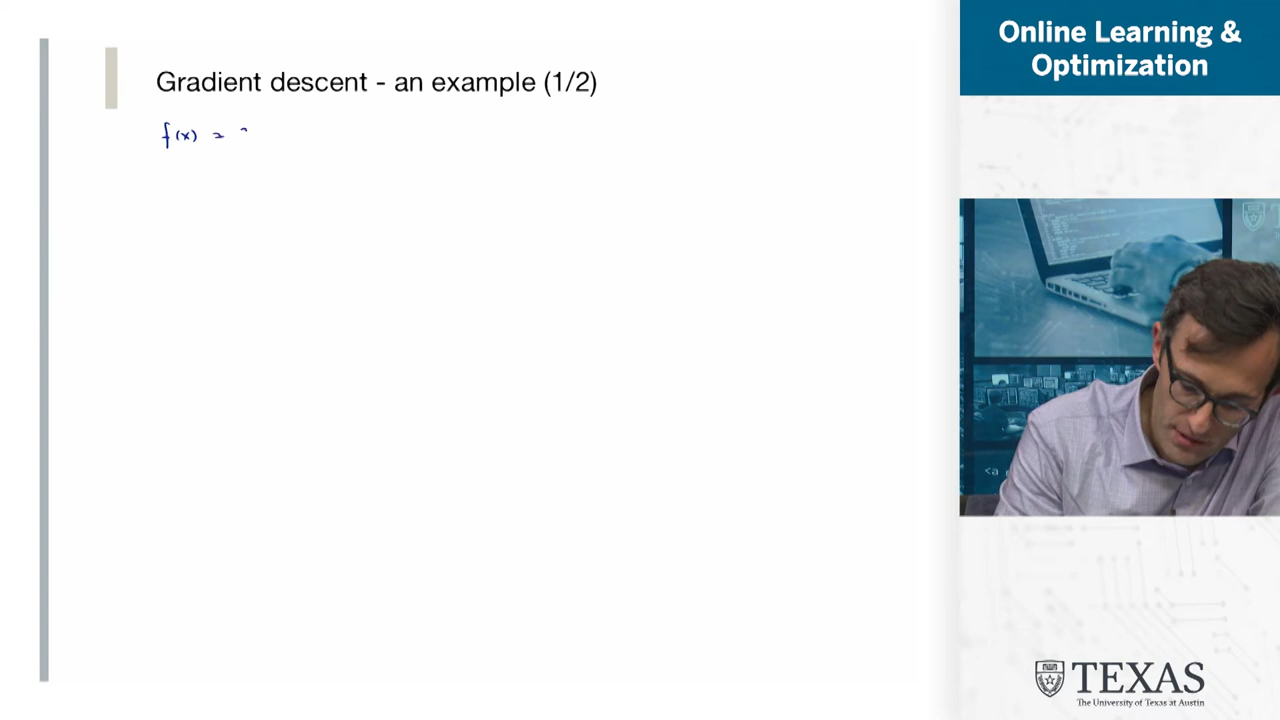 Gradient descent - an example (1/2)
f(x) =
Online Learning &
Optimization
<a
TEXAS
The University of Texas at Austin